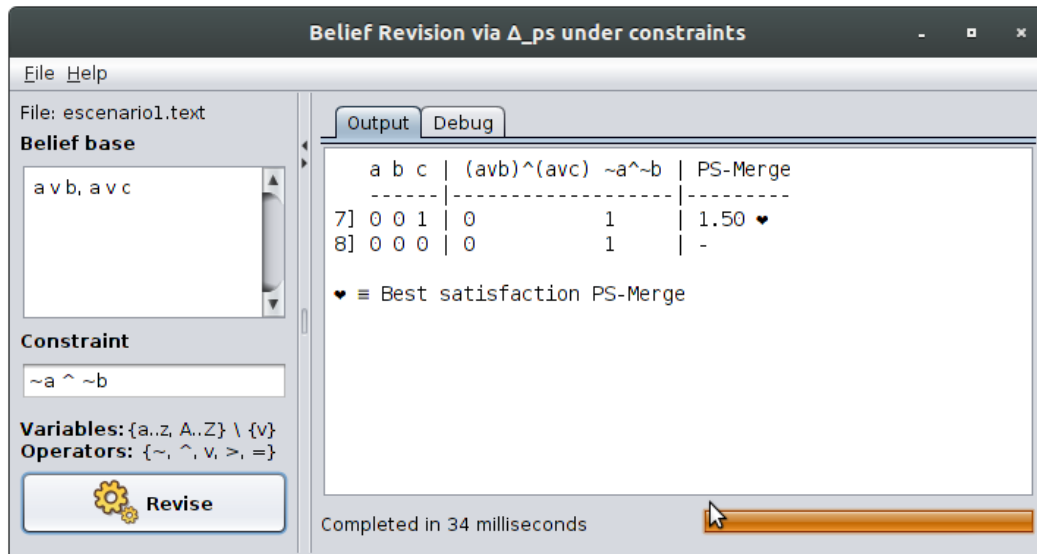 Belief Revision via Δ_ps under constraints
File Help
File: escenario1.text
Belief base
a v b, a v c
Constraint
~a ^ ~b
Variables: {a..z, A..Z} \ {v}
Operators: {~, ^, v, >, =}
Revise
Output Debug
a b c | (avb)^(avc) ~a^~b | PS-Merge
------|-------------------|---------
7] 0 0 1 | 0 1 | 1.50 ♥
8] 0 0 0 | 0 1 | -
♥ ≡ Best satisfaction PS-Merge
Completed in 34 milliseconds